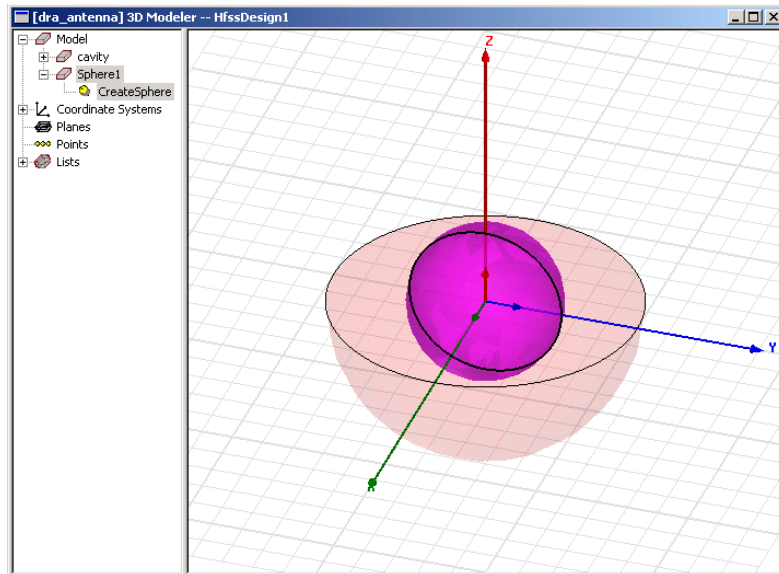 [dra_antenna] 3D Modeler -- HfssDesign1
Model
cavity
Sphere1
CreateSphere
Coordinate Systems
Planes
Points
Lists
Z
Y
X